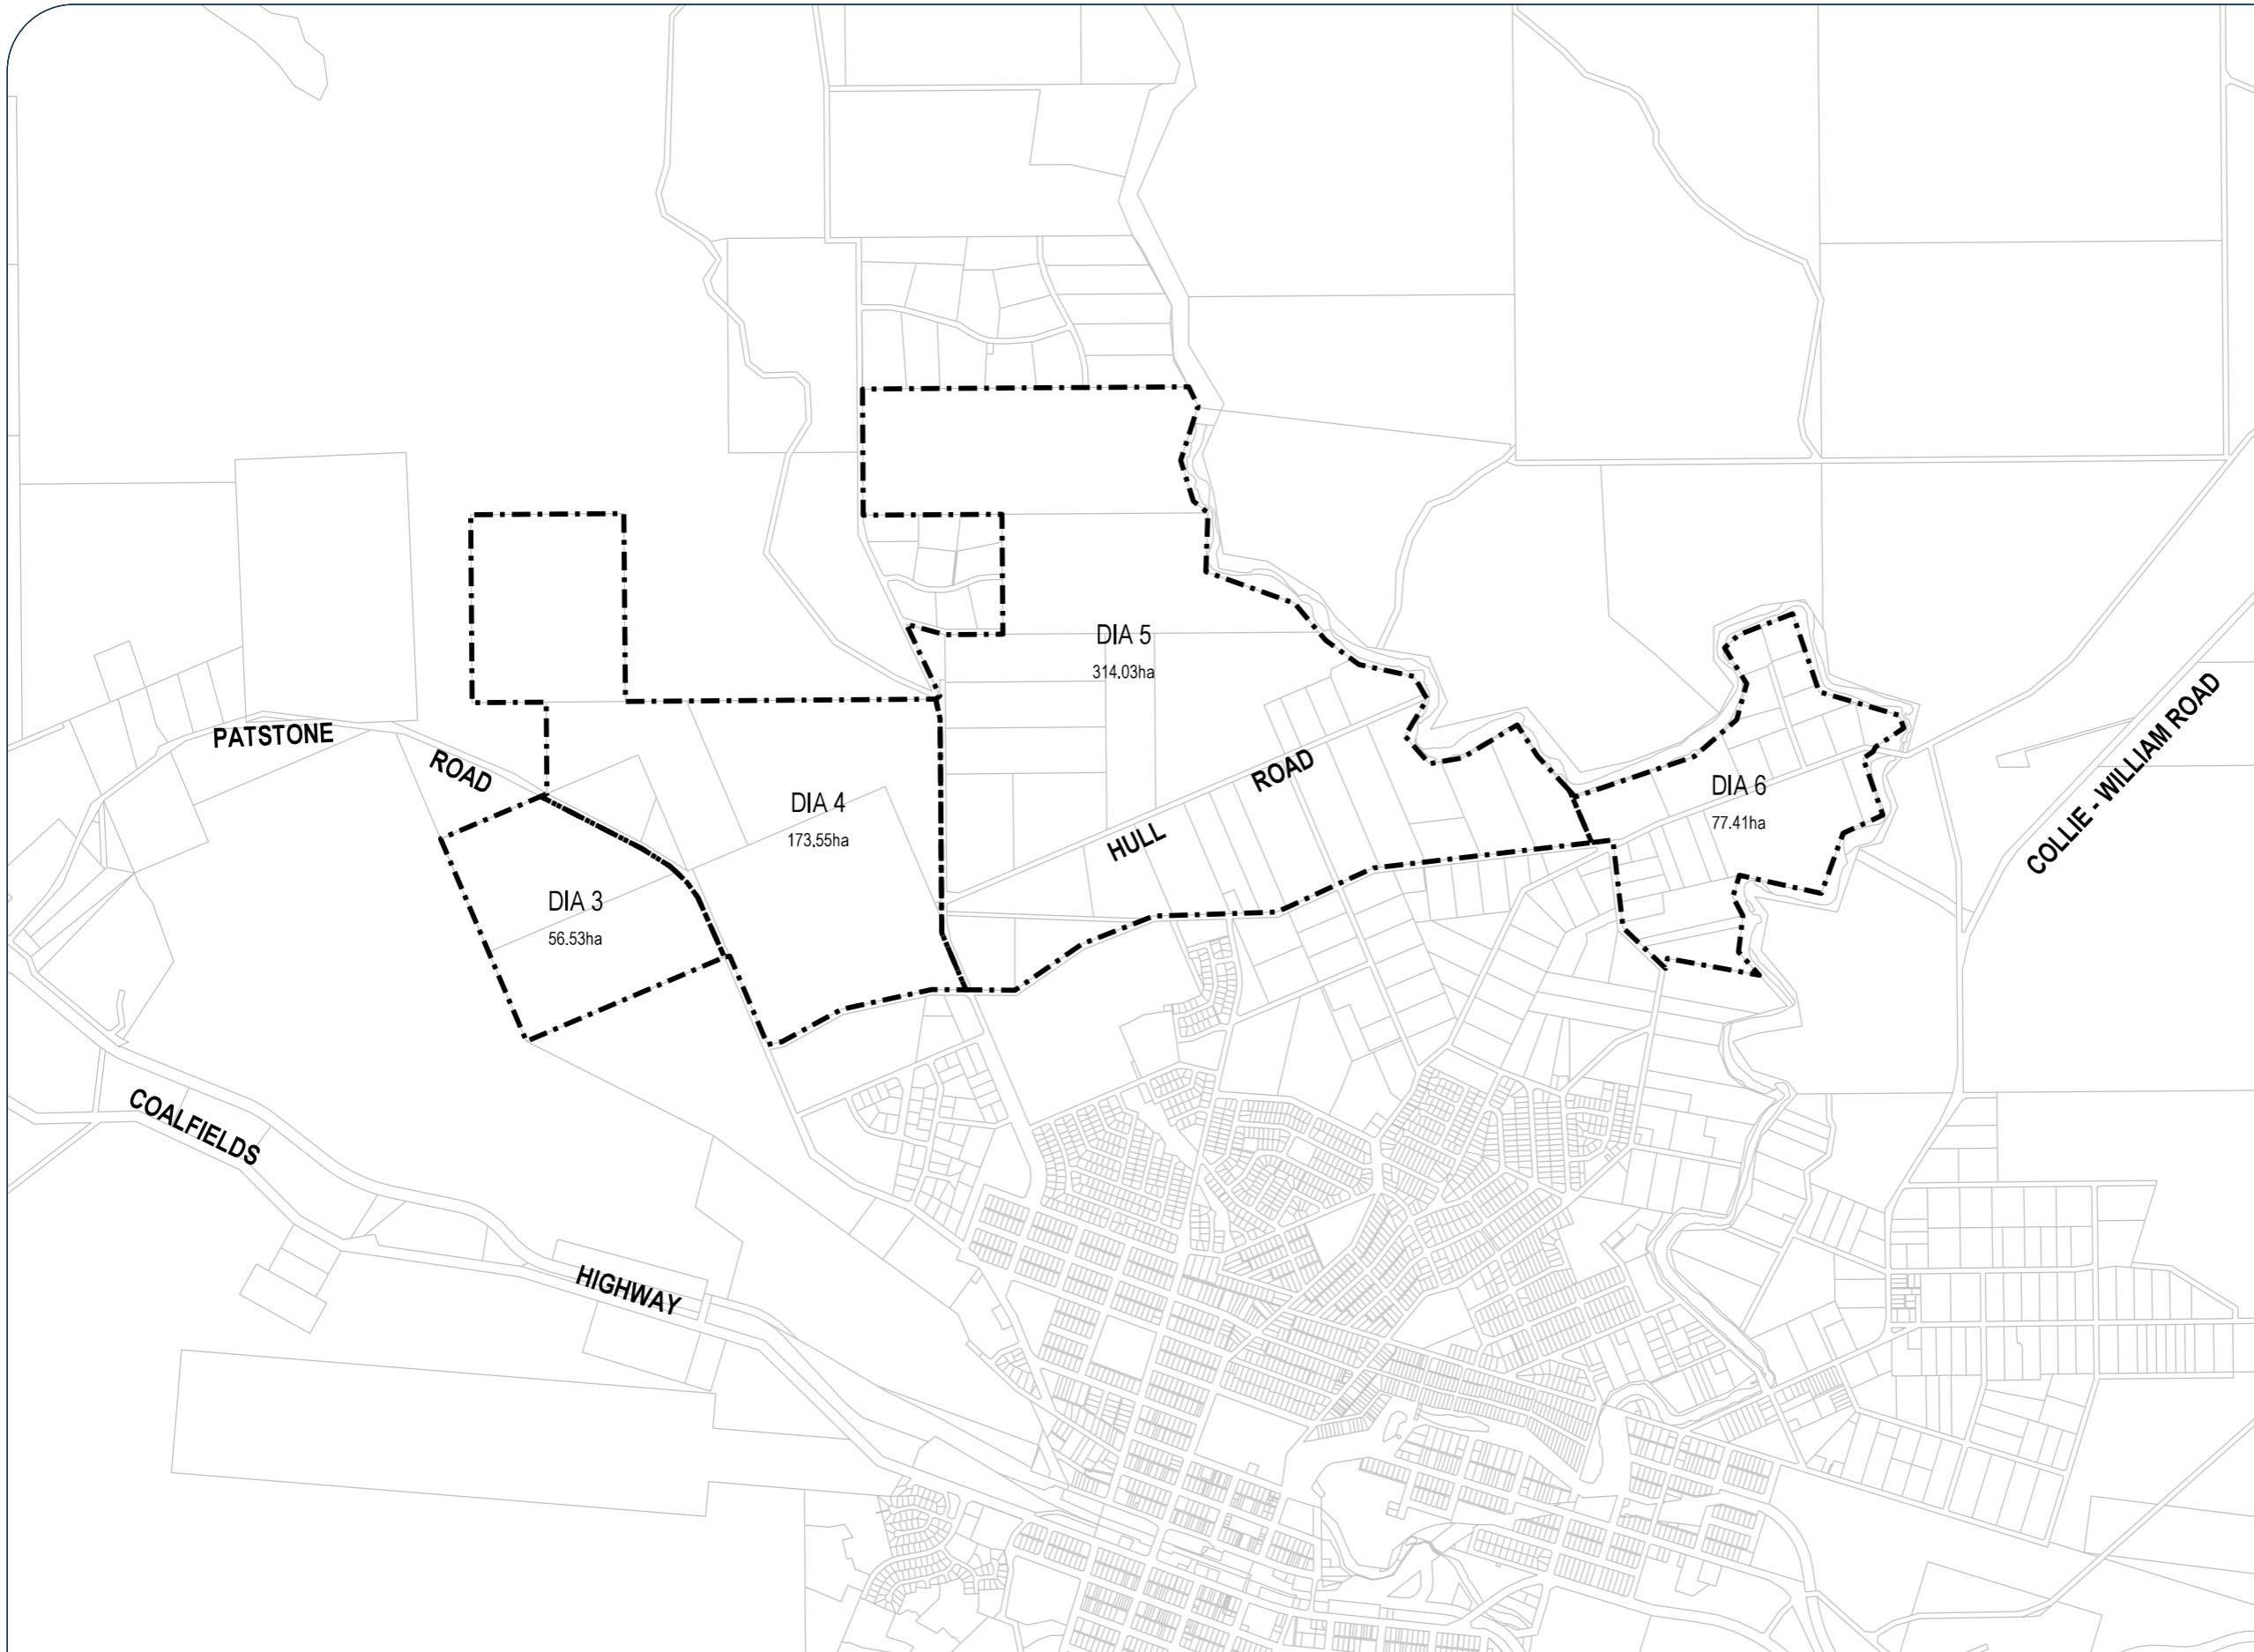 DIA 5
314.03ha
PATSTONE
ROAD
COLLIE - WILLIAM ROAD
ROAD
DIA 6
77.41ha
DIA 4
173.55ha
HULL
DIA 3
56.53ha
COALFIELDS
HIGHWAY